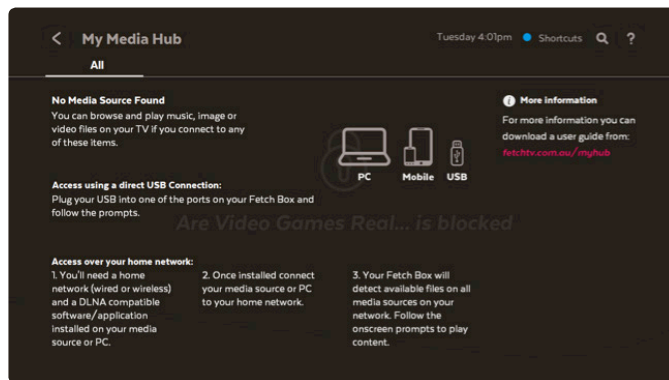 My Media Hub
Tuesday 4:01pm
Shortcuts
?
All
No Media Source Found
You can browse and play music, image or
video files on your TV if you connect to any
of these items.
PC
Mobile
USB
More information
For more information you can
download a user guide from:
fetchtv.com.au/myhub
Access using a direct USB Connection:
Plug your USB into one of the ports on your Fetch Box and
follow the prompts.
Are Video Games Real... is blocked
Access over your home network:
1. You'll need a home
network (wired or wireless)
and a DLNA compatible
software/application
installed on your media
source or PC.
2. Once installed connect
your media source or PC
to your home network.
3. Your Fetch Box will
detect available files on all
media sources on your
network. Follow the
onscreen prompts to play
content.